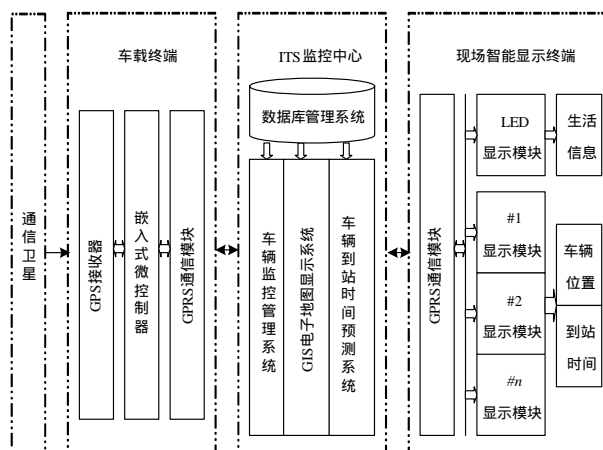 通信卫星
车载终端
GPS接收器
嵌入式微控制器
GPRS通信模块
ITS监控中心
数据库管理系统
车辆监控管理系统
GIS电子地图显示系统
车辆到站时间预测系统
现场智能显示终端
GPRS通信模块
LED
显示模块
生活
信息
#1
显示模块
#2
显示模块
#n
显示模块
车辆
位置
到站
时间